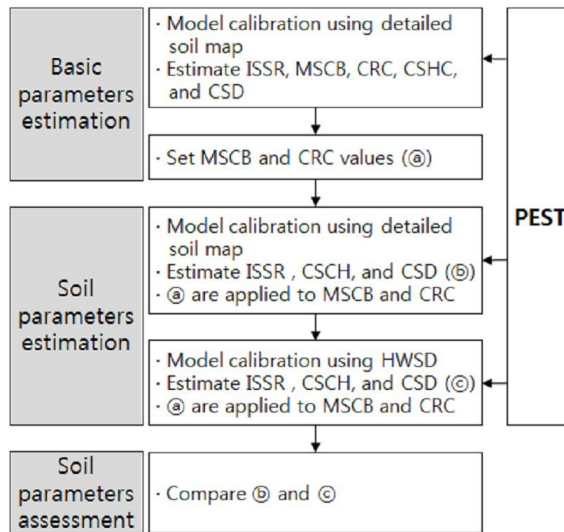 Basic
parameters
estimation
· Model calibration using detailed
soil map
· Estimate ISSR, MSCB, CRC, CSHC,
and CSD
· Set MSCB and CRC values (ⓐ)
PEST
Soil
parameters
estimation
· Model calibration using detailed
soil map
· Estimate ISSR , CSCH, and CSD (ⓑ)
· ⓐ are applied to MSCB and CRC
· Model calibration using HWSD
· Estimate ISSR , CSCH, and CSD (ⓒ)
· ⓐ are applied to MSCB and CRC
Soil
parameters
assessment
· Compare ⓑ and ⓒ